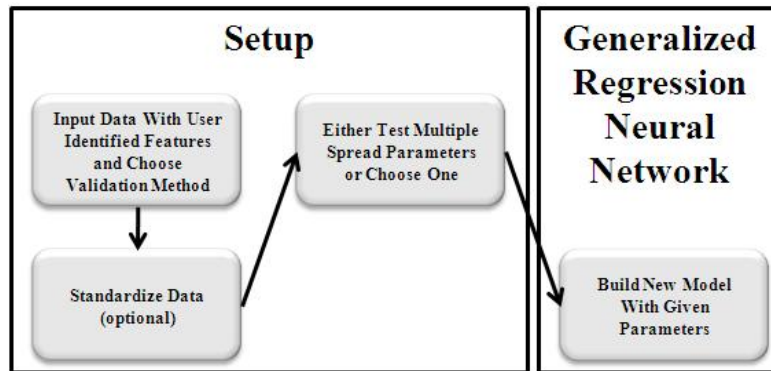 Setup
Input Data With User
Identified Features
and Choose
Validation Method
Standardize Data
(optional)
Either Test Multiple
Spread Parameters
or Choose One
Generalized
Regression
Neural
Network
Build New Model
With Given
Parameters